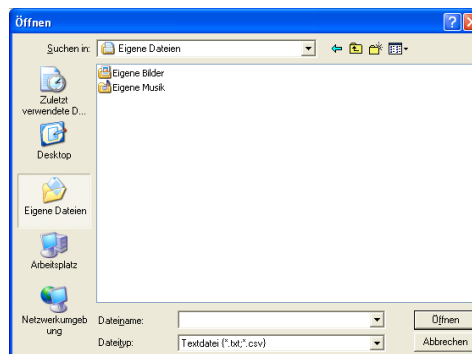 Öffnen
Suchen in: Eigene Dateien
Eigene Bilder
Eigene Musik
Zuletzt
verwendete D...
Desktop
Eigene Dateien
Arbeitsplatz
Netzwerkumgeb
ung
Dateiname:
Öffnen
Dateityp: Textdatei (*.txt;*.csv)
Abbrechen